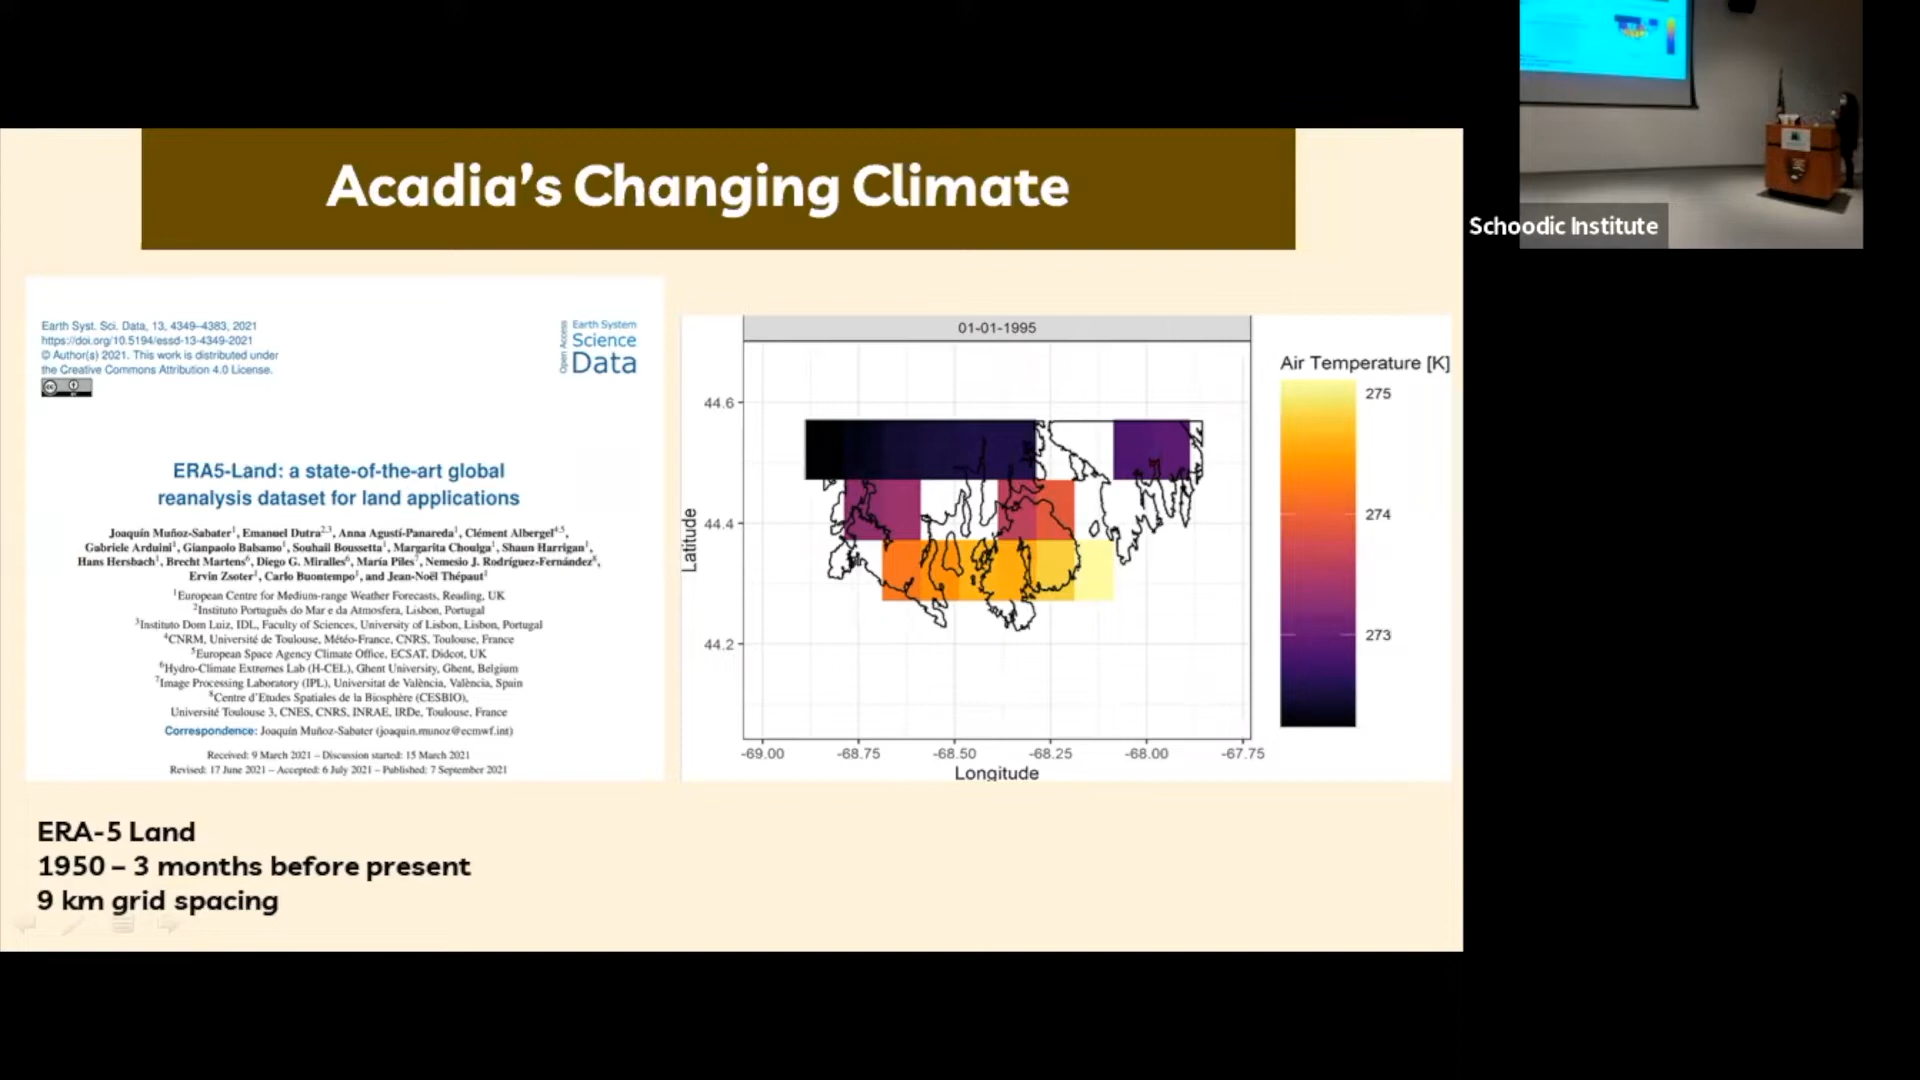 Acadia's Changing Climate
Schoodic Institute
Earth Syst. Sci. Data, 13, 4349–4383, 2021
https://doi.org/10.5194/essd-13-4349-2021
© Author(s) 2021. This work is distributed under
the Creative Commons Attribution 4.0 License.
Open Access
Earth System
Science
Data
ERA5-Land: a state-of-the-art global
reanalysis dataset for land applications
Joaquín Muñoz-Sabater1, Emanuel Dutra2,3, Anna Agustí-Panareda1, Clément Albergel4,5,
Gabriele Arduini1, Gianpaolo Balsamo1, Souhail Boussetta1, Margarita Choulga1, Shaun Harrigan1,
Hans Hersbach1, Brecht Martens6, Diego G. Miralles6, María Piles7, Nemesio J. Rodríguez-Fernández8,
Ervin Zsoter1, Carlo Buontempo1, and Jean-Noël Thépaut1
1European Centre for Medium-range Weather Forecasts, Reading, UK
2Instituto Português do Mar e da Atmosfera, Lisbon, Portugal
3Instituto Dom Luiz, IDL, Faculty of Sciences, University of Lisbon, Lisbon, Portugal
4CNRM, Université de Toulouse, Météo-France, CNRS, Toulouse, France
5European Space Agency Climate Office, ECSAT, Didcot, UK
6Hydro-Climate Extremes Lab (H-CEL), Ghent University, Ghent, Belgium
7Image Processing Laboratory (IPL), Universitat de València, València, Spain
8Centre d'Etudes Spatiales de la Biosphère (CESBIO),
Université Toulouse 3, CNES, CNRS, INRAE, IRDe, Toulouse, France
Correspondence: Joaquín Muñoz-Sabater (joaquin.munoz@ecmwf.int)
Received: 9 March 2021 – Discussion started: 15 March 2021
Revised: 17 June 2021 – Accepted: 6 July 2021 – Published: 7 September 2021
01-01-1995
Latitude
44.6
44.4
44.2
-69.00 -68.75 -68.50 -68.25 -68.00 -67.75
Longitude
Air Temperature [K]
275
274
273
ERA-5 Land
1950 – 3 months before present
9 km grid spacing